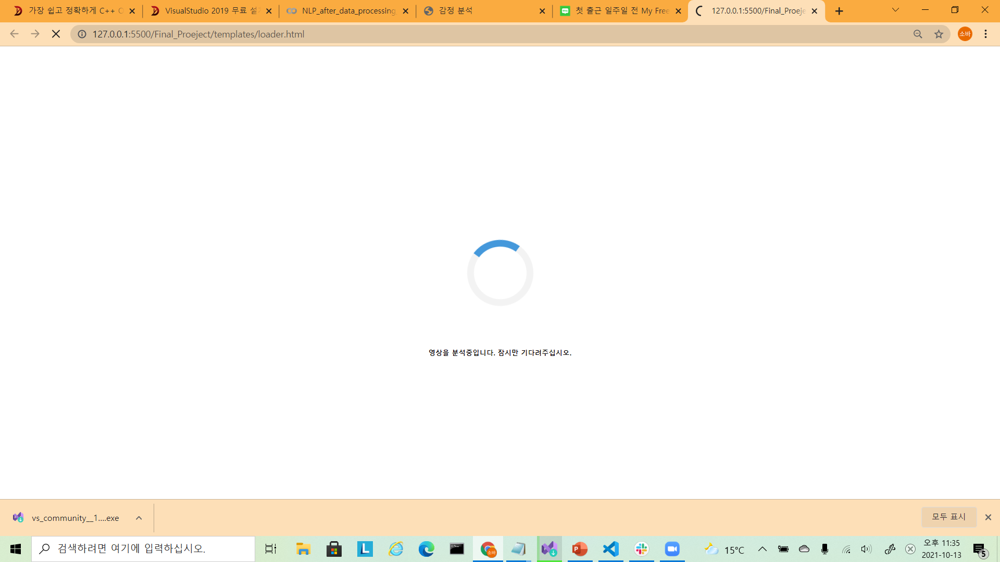 가장 쉽고 정확하게 C++
VisualStudio 2019 무료 설
NLP_after_data_processing
감정 분석
첫 출근 일주일 전 My Free
127.0.0.1:5500/Final_Proeje
127.0.0.1:5500/Final_Proeject/templates/loader.html
소바
영상을 분석중입니다. 잠시만 기다려주십시오.
vs_community__1....exe
모두 표시
검색하려면 여기에 입력하십시오.
15°C
오후 11:35
2021-10-13
5